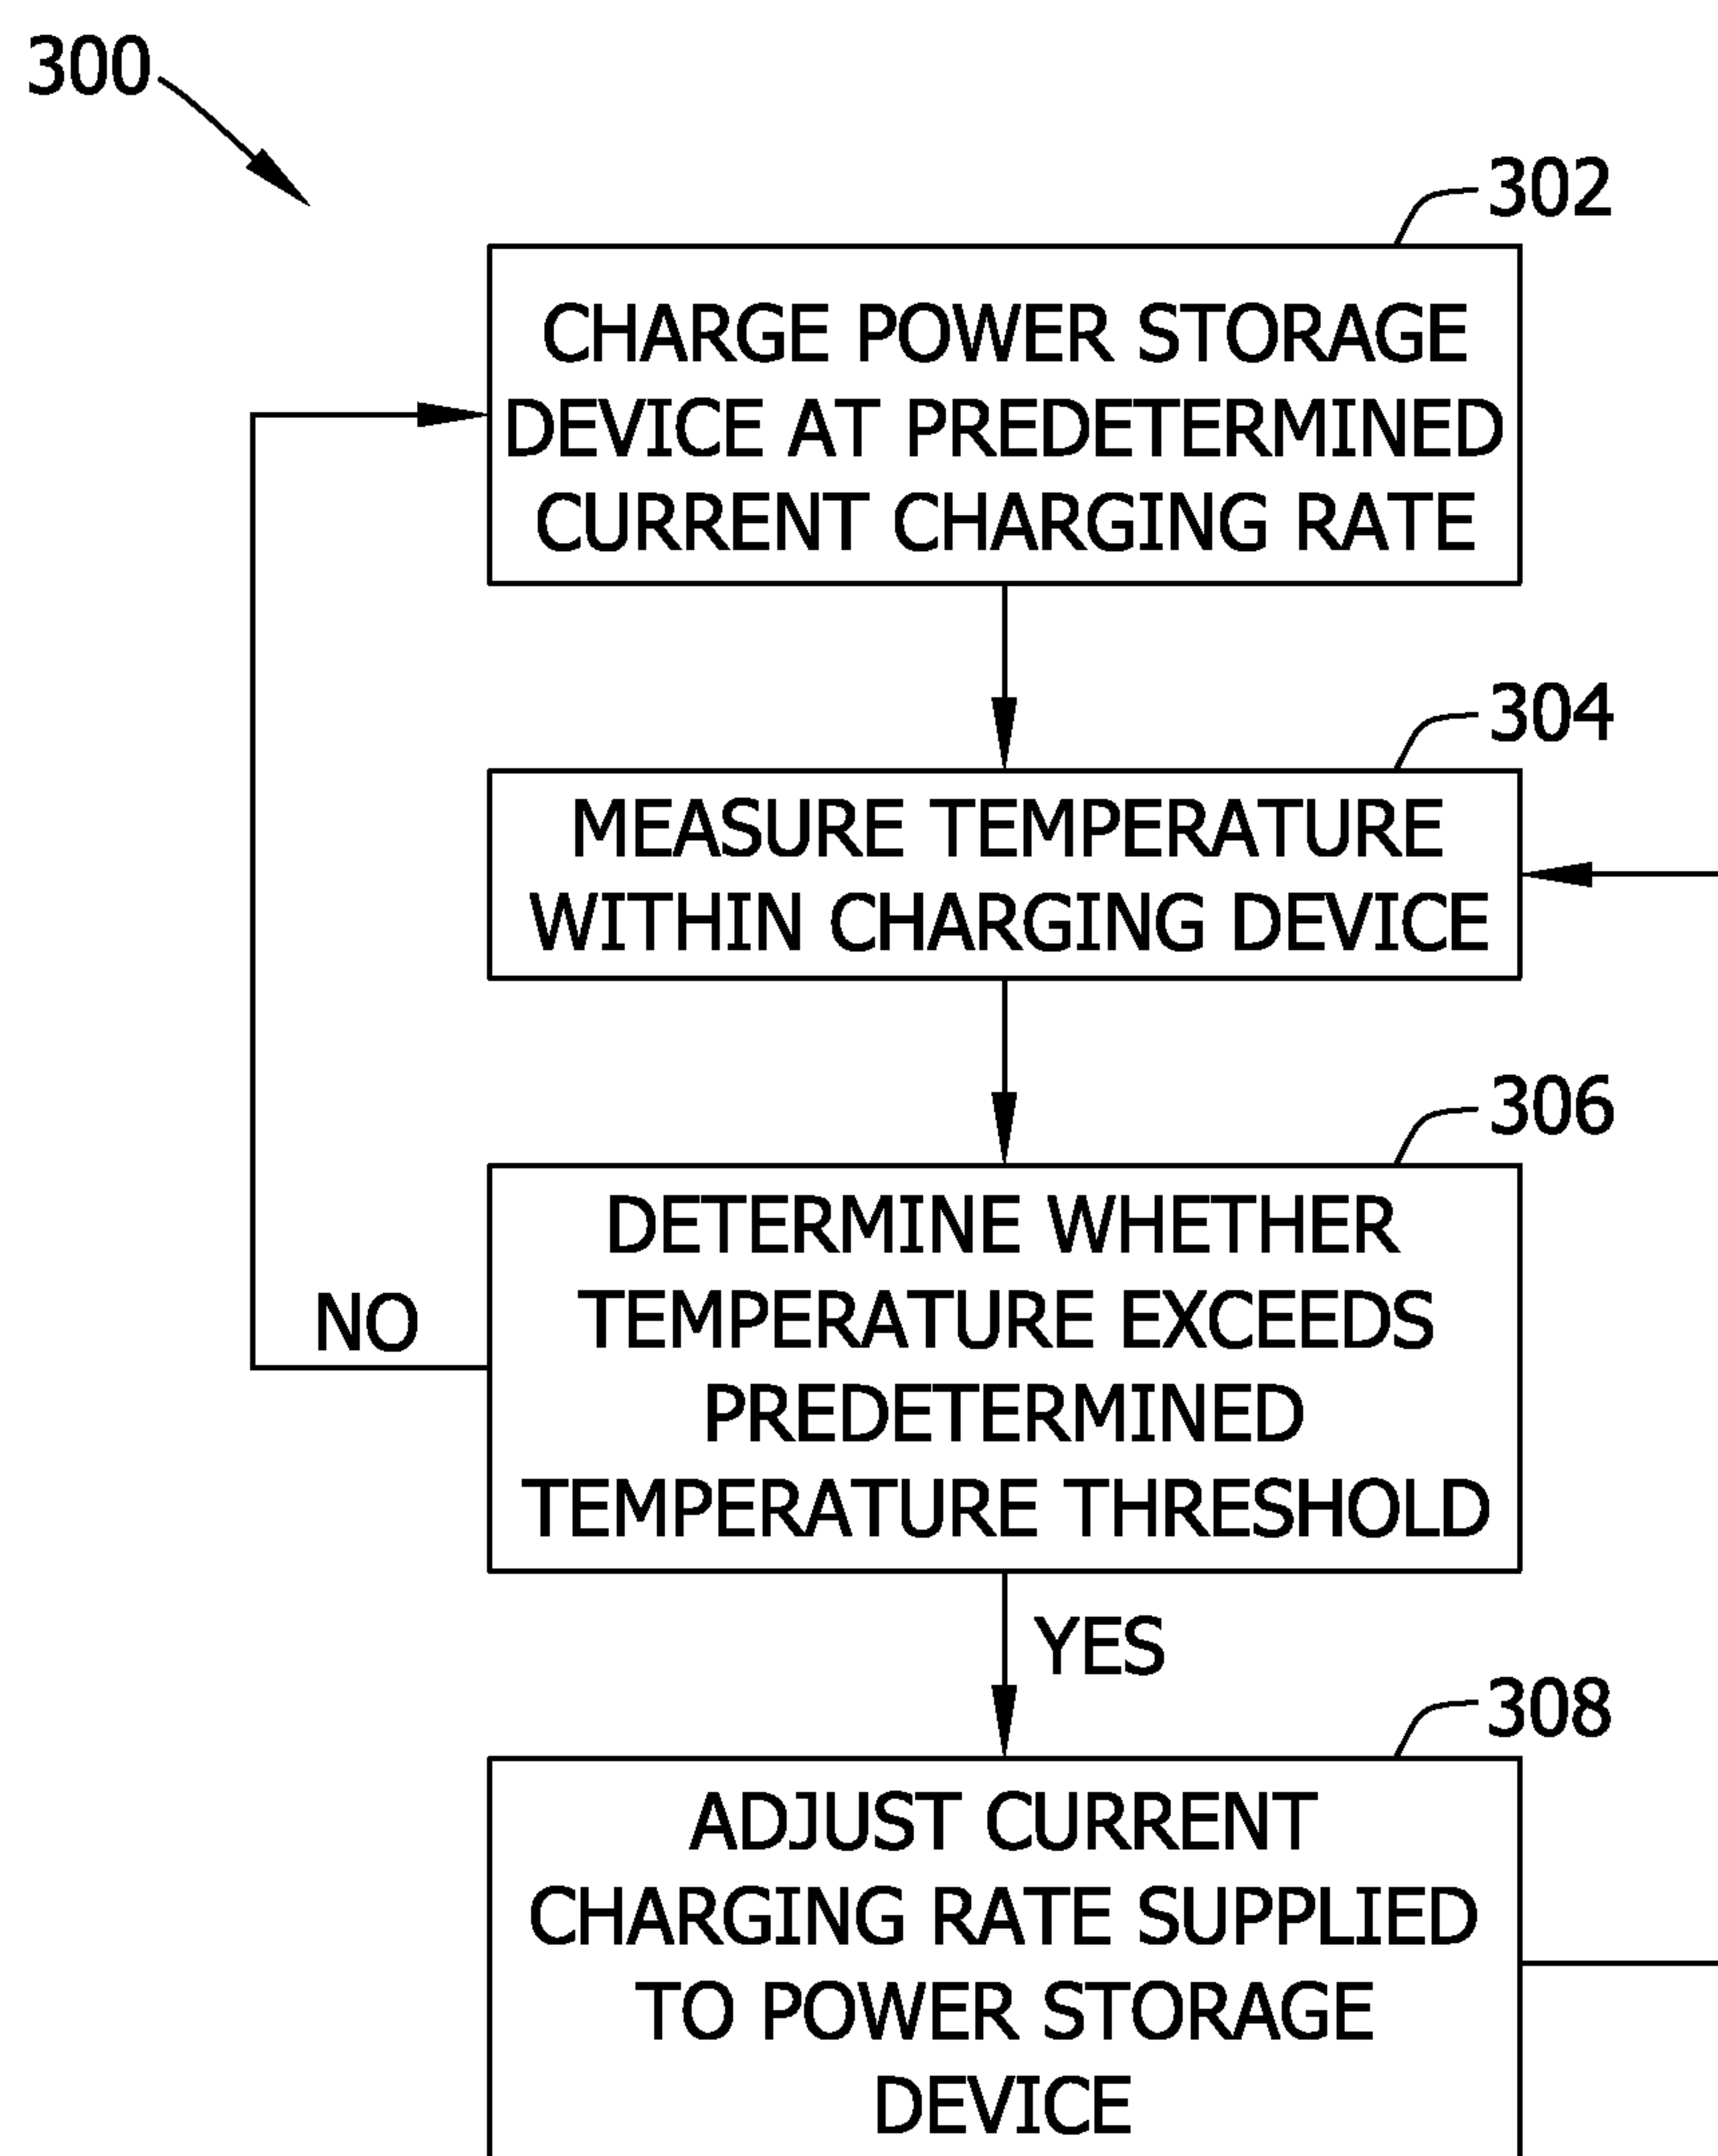 300
302
CHARGE POWER STORAGE
DEVICE AT PREDETERMINED
CURRENT CHARGING RATE
304
MEASURE TEMPERATURE
WITHIN CHARGING DEVICE
306
DETERMINE WHETHER
TEMPERATURE EXCEEDS
PREDETERMINED
TEMPERATURE THRESHOLD
NO
YES
308
ADJUST CURRENT
CHARGING RATE SUPPLIED
TO POWER STORAGE
DEVICE